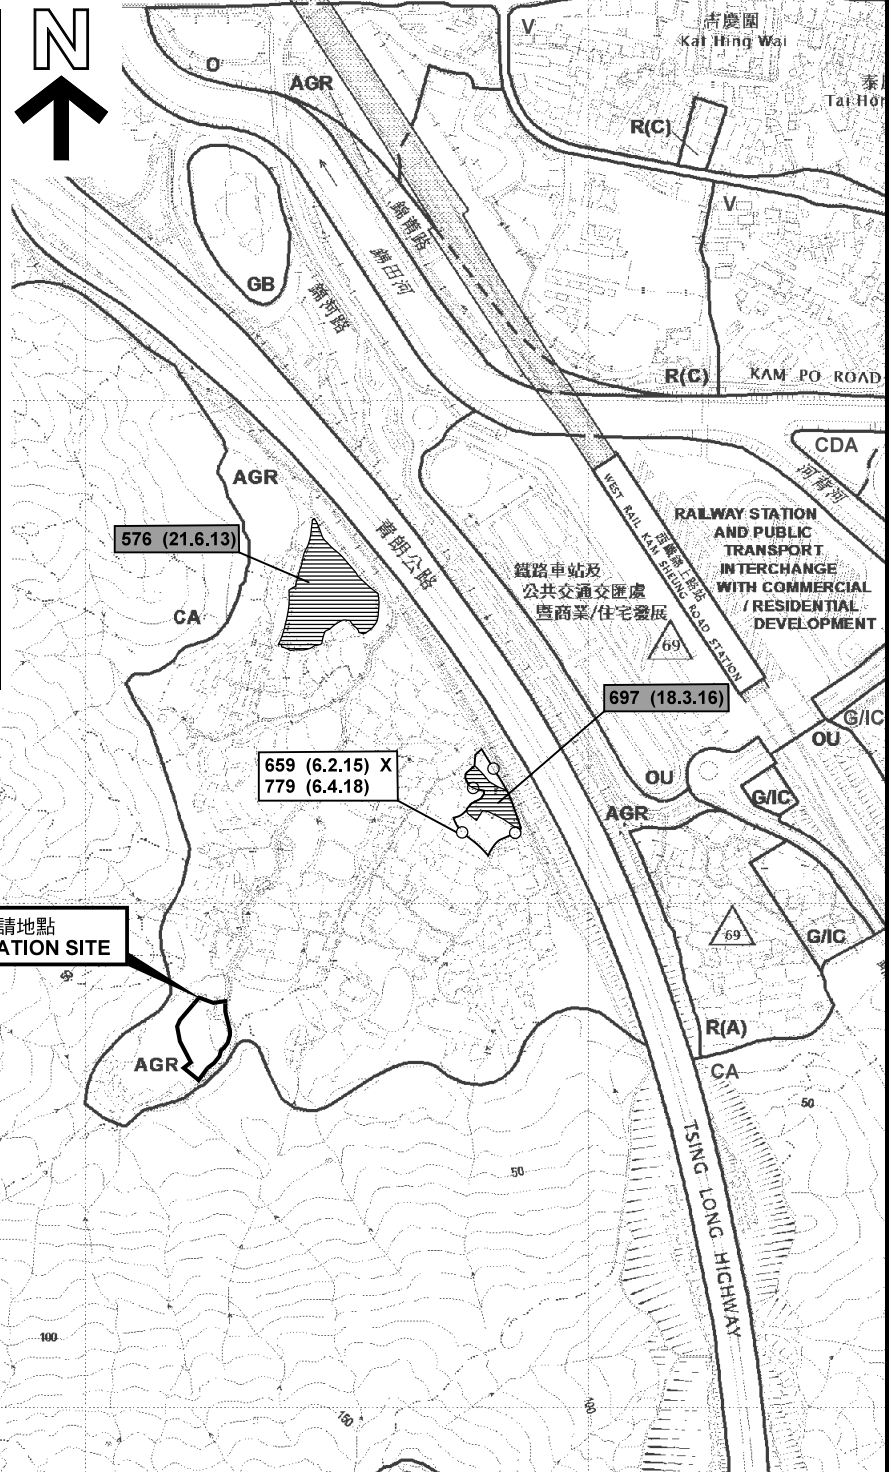 N
吉慶圍
Kat Hing Wai
V
O
AGR
Tai Ho
R(C)
V
錦田河
GB
錦河路
R(C)
KAM PO ROAD
CDA
AGR
576 (21.6.13)
青朗公路
WEST RAIL KAM SHEUNG ROAD STATION
RAILWAY STATION
AND PUBLIC
TRANSPORT
INTERCHANGE
WITH COMMERCIAL
/ RESIDENTIAL
DEVELOPMENT
鐵路車站及
公共交通交匯處
暨商業/住宅發展
69
CA
697 (18.3.16)
G/IC
OU
659 (6.2.15) X
779 (6.4.18)
OU
G/IC
AGR
請地點
ATION SITE
69
G/IC
50
R(A)
AGR
CA
50
50
TSING LONG HIGHWAY
100
150
100